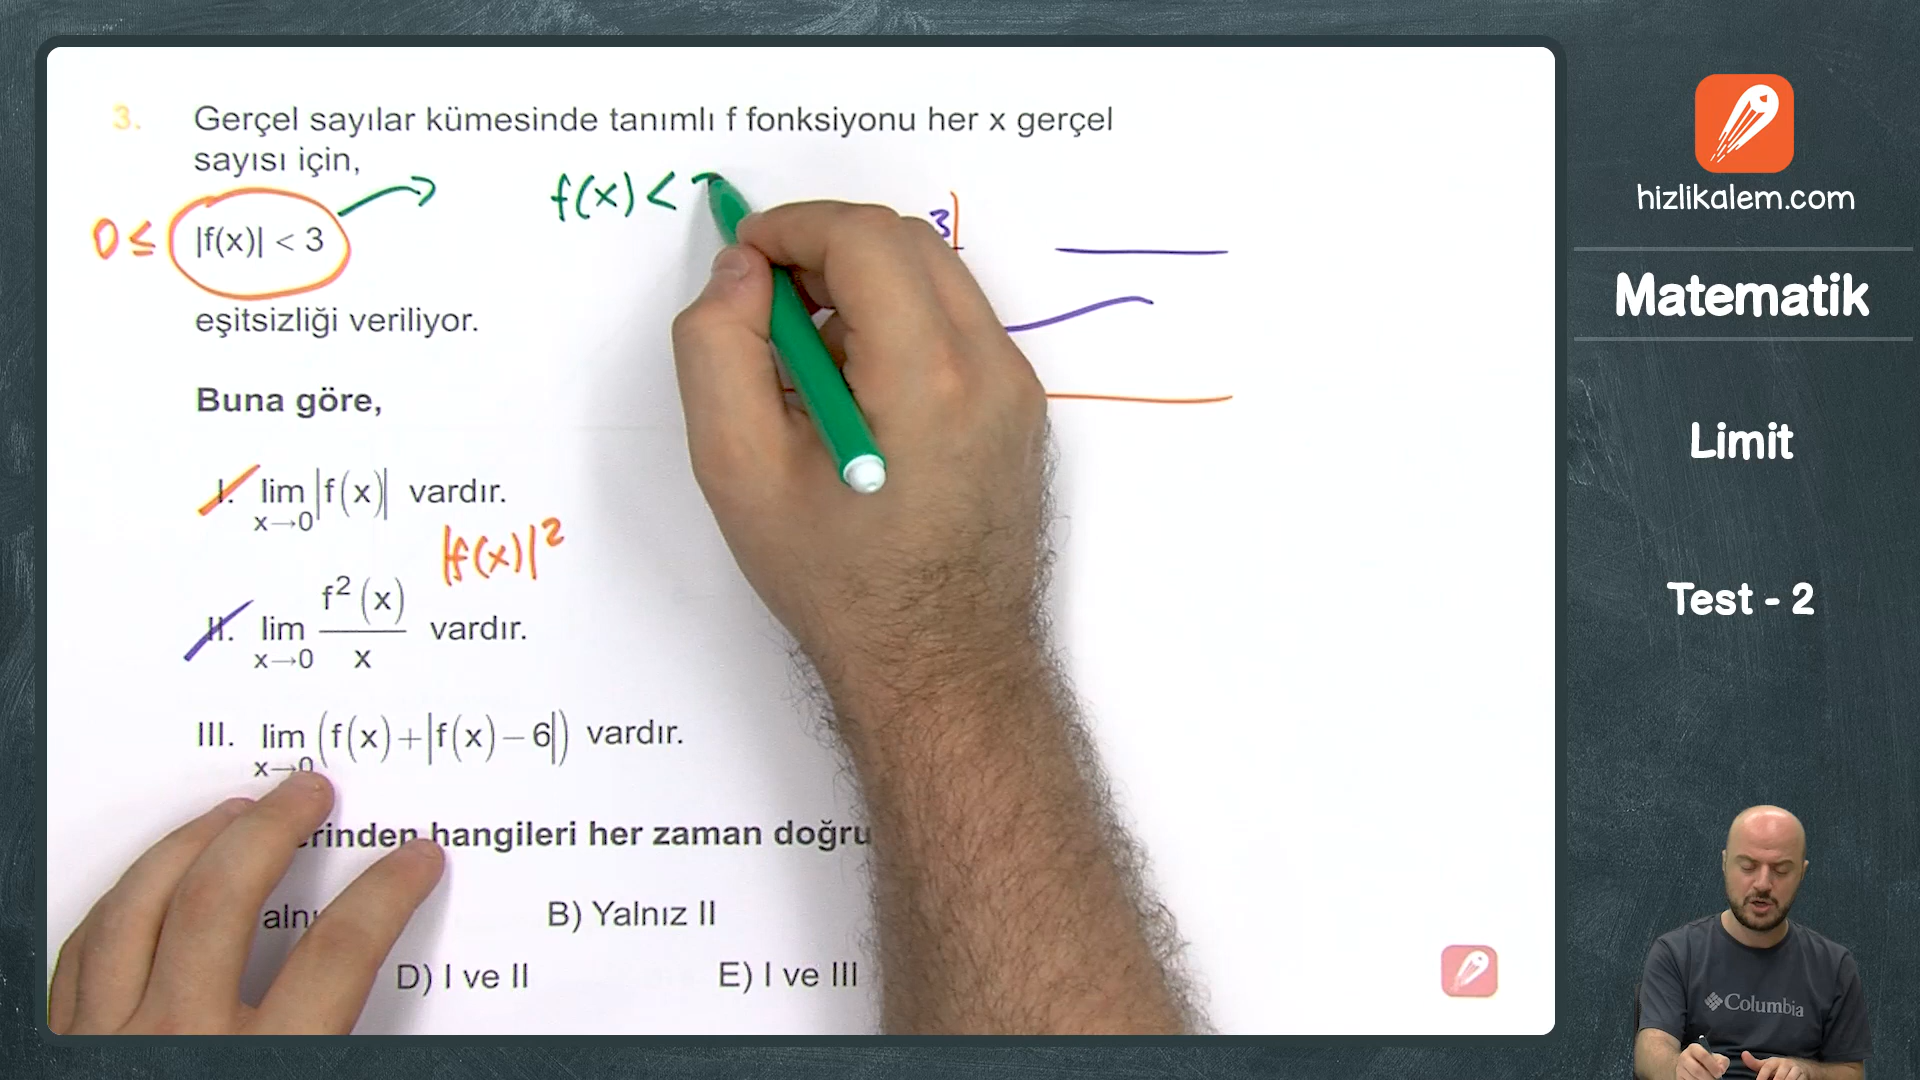 3. Gerçel sayılar kümesinde tanımlı f fonksiyonu her x gerçel
sayısı için,
f(x) <
0 ≤ |f(x)| < 3
3|
eşitsizliği veriliyor.
Buna göre,
I. lim x→0 |f(x)| vardır.
|f(x)|²
II. lim x→0 f²(x)/x vardır.
III. lim x→0 (f(x)+|f(x)−6|) vardır.
hangileri her zaman doğru
B) Yalnız II
D) I ve II E) I ve III
hizlikalem.com
Matematik
Limit
Test - 2
Columbia